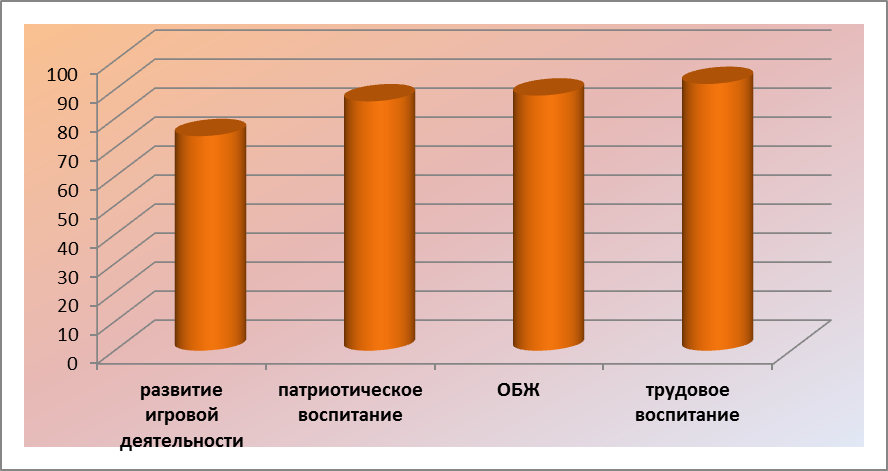 100
90
80
70
60
50
40
30
20
10
0
развитие
игровой
деятельности
патриотическое
воспитание
ОБЖ
трудовое
воспитание